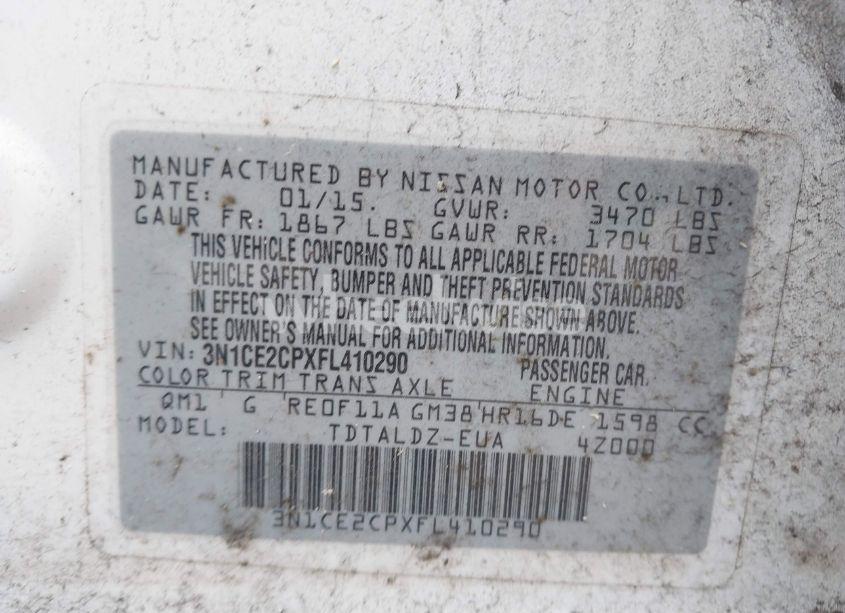 MANUFACTURED BY NISSAN MOTOR CO., LTD.
DATE: 01/15. GVWR: 3470 LBS
GAWR FR: 1867 LBS GAWR RR: 1704 LBS
THIS VEHICLE CONFORMS TO ALL APPLICABLE FEDERAL MOTOR
VEHICLE SAFETY, BUMPER AND THEFT PREVENTION STANDARDS
IN EFFECT ON THE DATE OF MANUFACTURE SHOWN ABOVE.
SEE OWNER'S MANUAL FOR ADDITIONAL INFORMATION.
VIN: 3N1CE2CPXFL410290 PASSENGER CAR.
COLOR TRIM TRANS AXLE ENGINE
QM1 G RE0F11A GM38 HR16DE 1598 CC
MODEL: TDTALDZ-EUA 4Z000
3N1CE2CPXFL410290